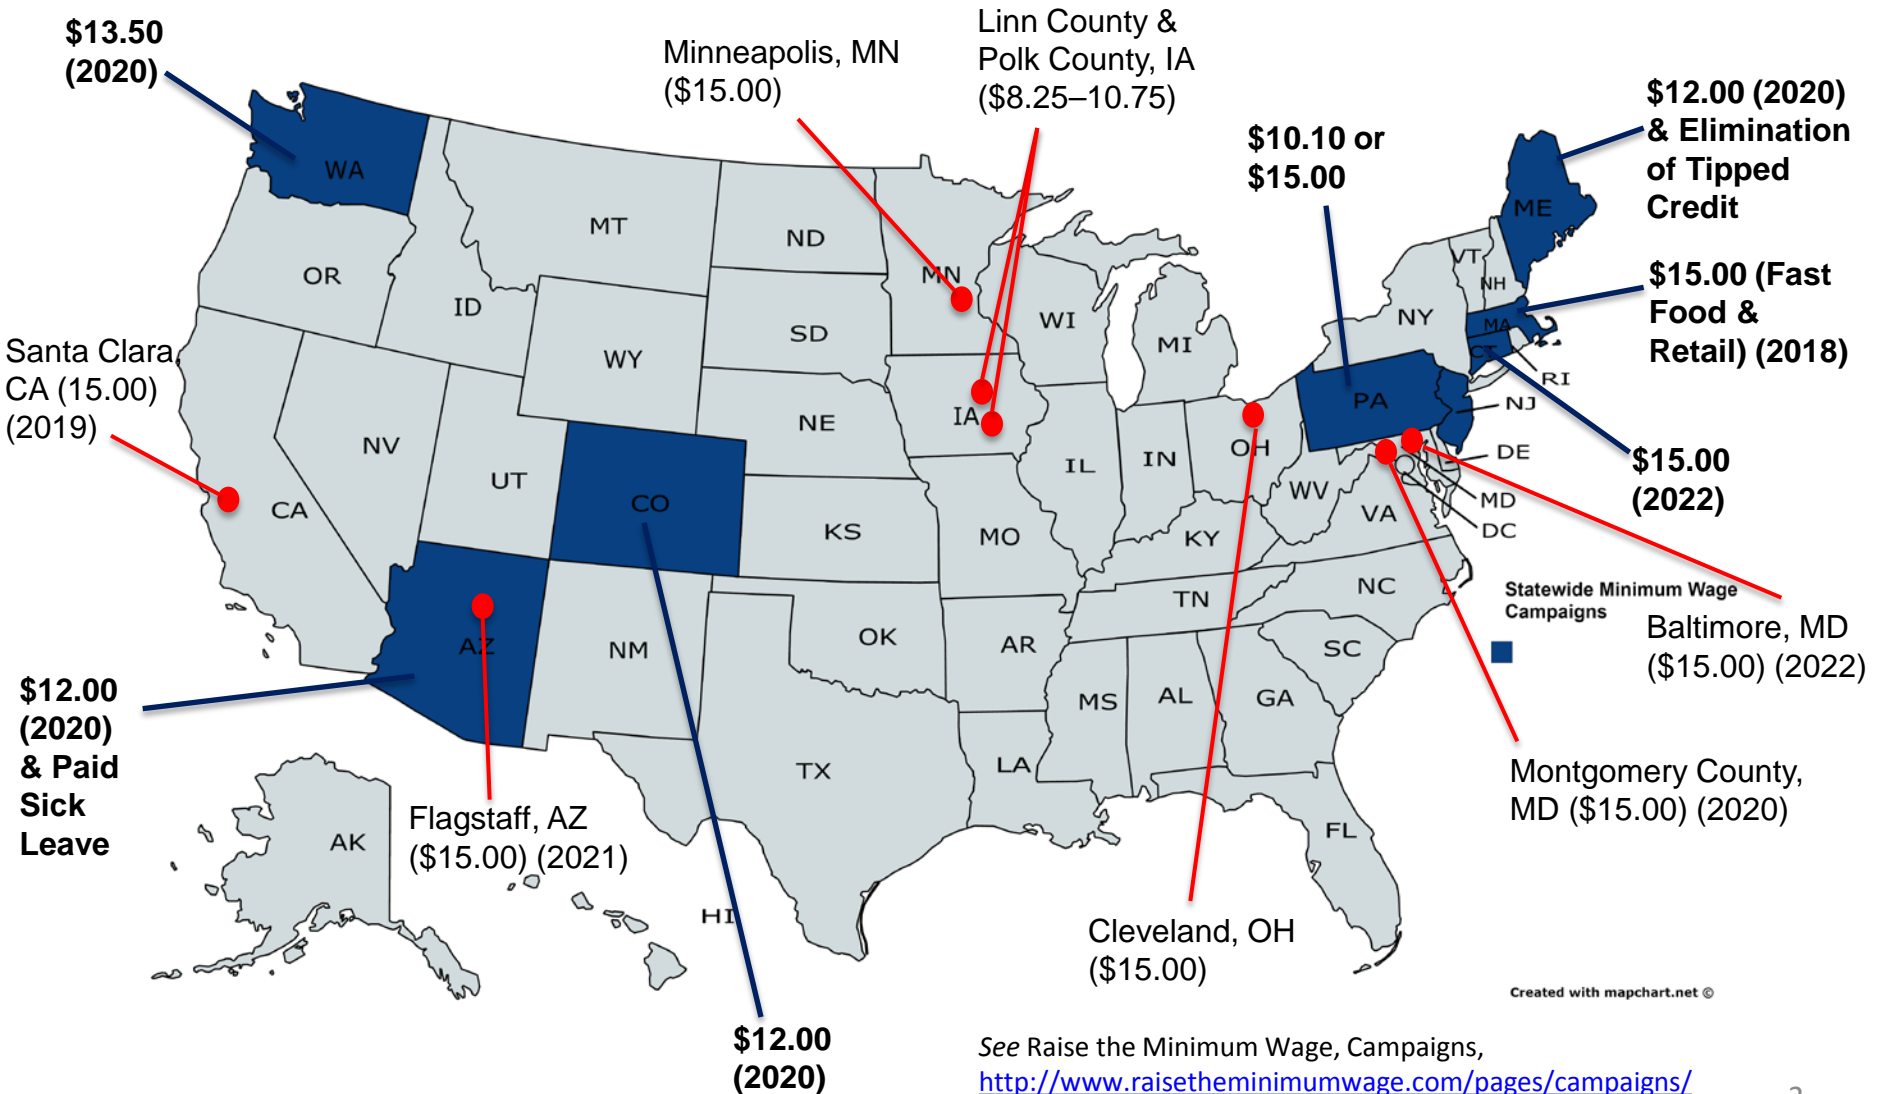 $13.50
(2020)
Minneapolis, MN
($15.00)
Linn County &
Polk County, IA
($8.25–10.75)
$10.10 or
$15.00
$12.00 (2020)
& Elimination
of Tipped
Credit
$15.00 (Fast
Food &
Retail) (2018)
$15.00
(2022)
Santa Clara,
CA (15.00)
(2019)
WA
OR
ID
MT
ND
SD
WY
MN
WI
MI
NY
VT
NH
ME
MA
CT
RI
NJ
PA
DE
MD
DC
NV
UT
CA
CO
NE
IA
IL
IN
OH
WV
VA
KS
MO
KY
NC
TN
AZ
NM
OK
AR
SC
MS
AL
GA
LA
TX
FL
AK
HI
Statewide Minimum Wage
Campaigns
Baltimore, MD
($15.00) (2022)
Montgomery County,
MD ($15.00) (2020)
$12.00
(2020)
& Paid
Sick
Leave
Flagstaff, AZ
($15.00) (2021)
Cleveland, OH
($15.00)
$12.00
(2020)
Created with mapchart.net ©
See Raise the Minimum Wage, Campaigns,
http://www.raisetheminimumwage.com/pages/campaigns/